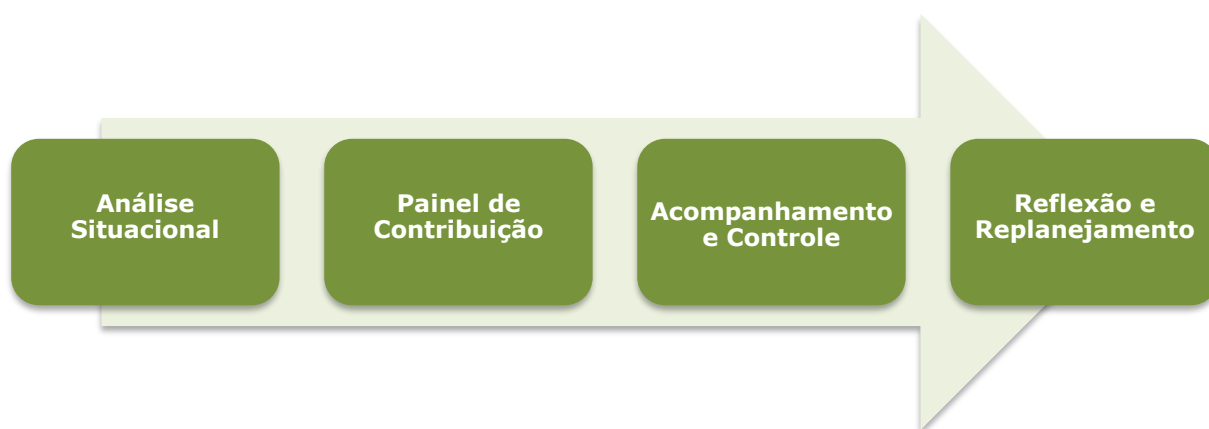 Análise
Situacional
Painel de
Contribuição
Acompanhamento
e Controle
Reflexão e
Replanejamento